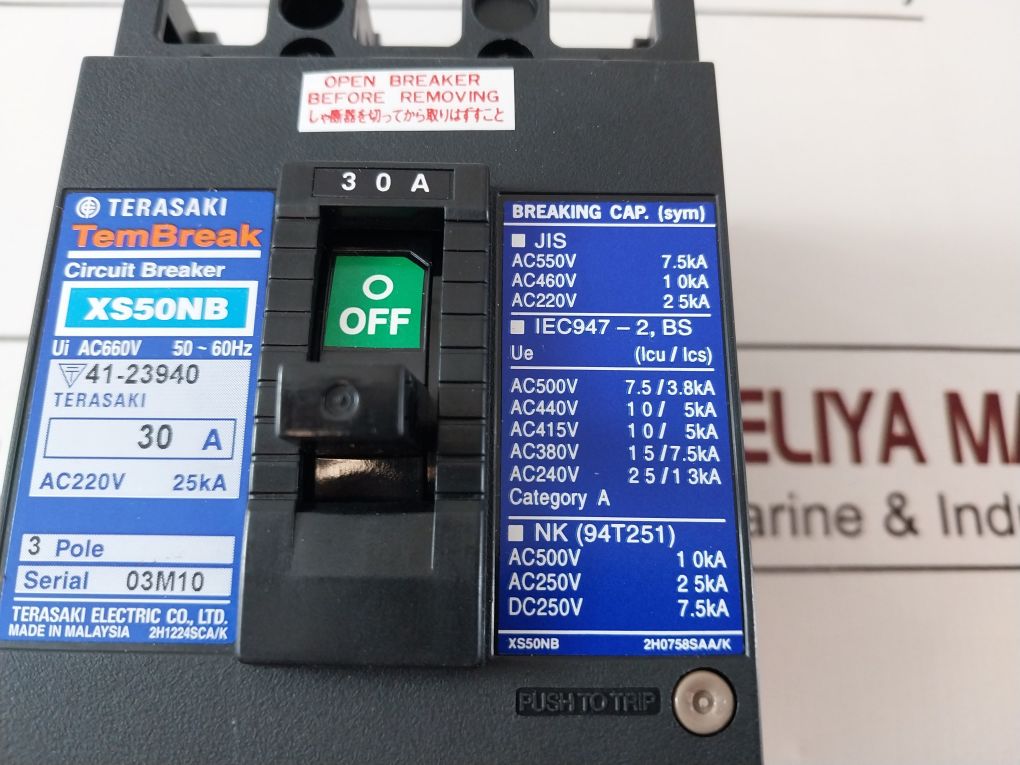 OPEN BREAKER
BEFORE REMOVING
しゃ断器を切ってから取りはずすこと
30A
TERASAKI
TemBreak
Circuit Breaker
XS50NB
Ui AC660V 50~60Hz
41-23940
TERASAKI
30 A
AC220V 25kA
3 Pole
Serial 03M10
TERASAKI ELECTRIC CO., LTD.
MADE IN MALAYSIA 2H1224SCA/K
O
OFF
BREAKING CAP. (sym)
JIS
AC550V 7.5kA
AC460V 10kA
AC220V 25kA
IEC947-2, BS
Ue (Icu/Ics)
AC500V 7.5/3.8kA
AC440V 10/ 5kA
AC415V 10/ 5kA
AC380V 15/7.5kA
AC240V 25/13kA
Category A
NK (94T251)
AC500V 10kA
AC250V 25kA
DC250V 7.5kA
XS50NB 2H0758SAA/K
PUSH TO TRIP
ELIYA MA
arine & Indu